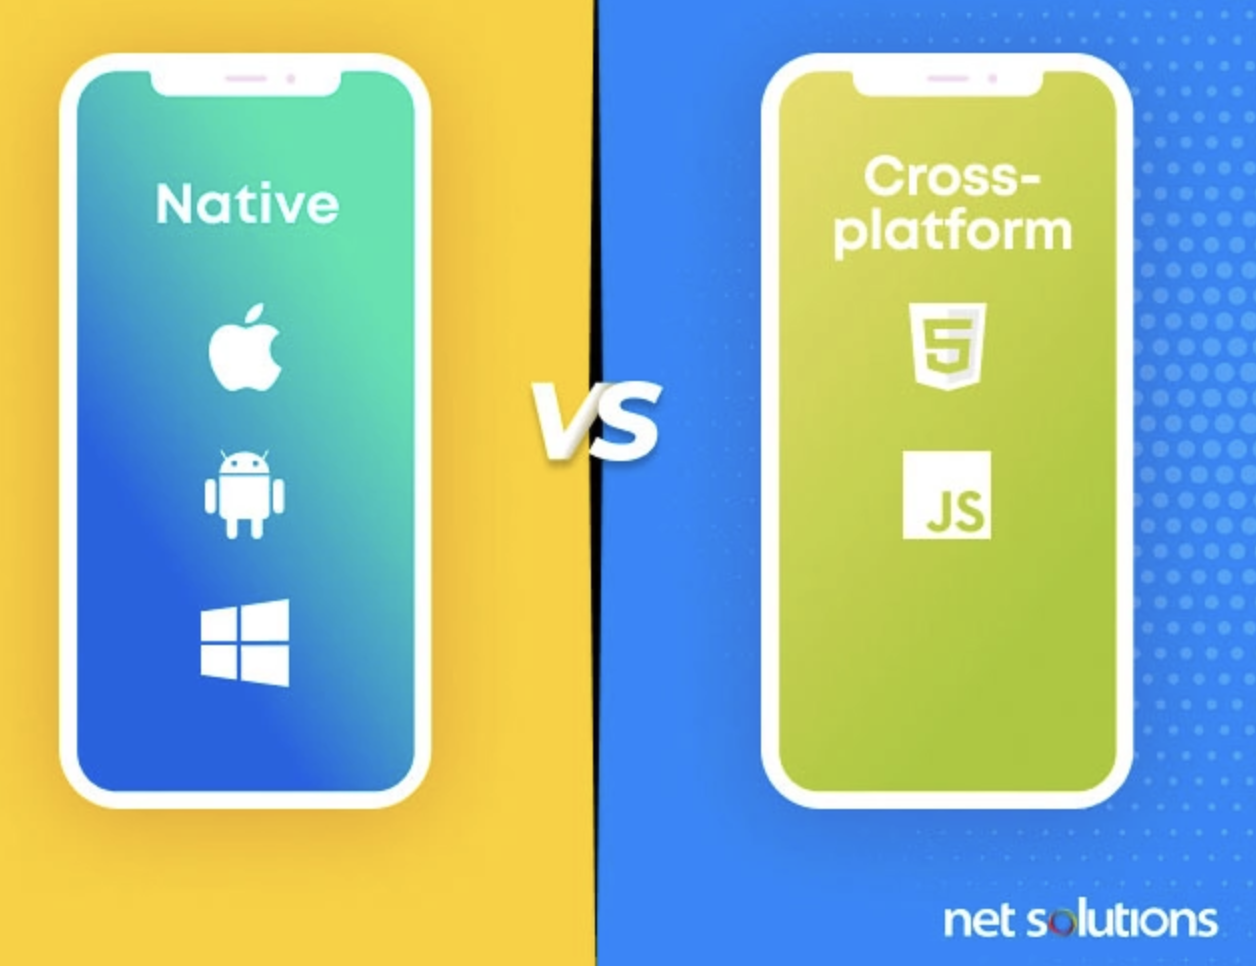 Native
VS
Cross-
platform
5
JS
net solutions